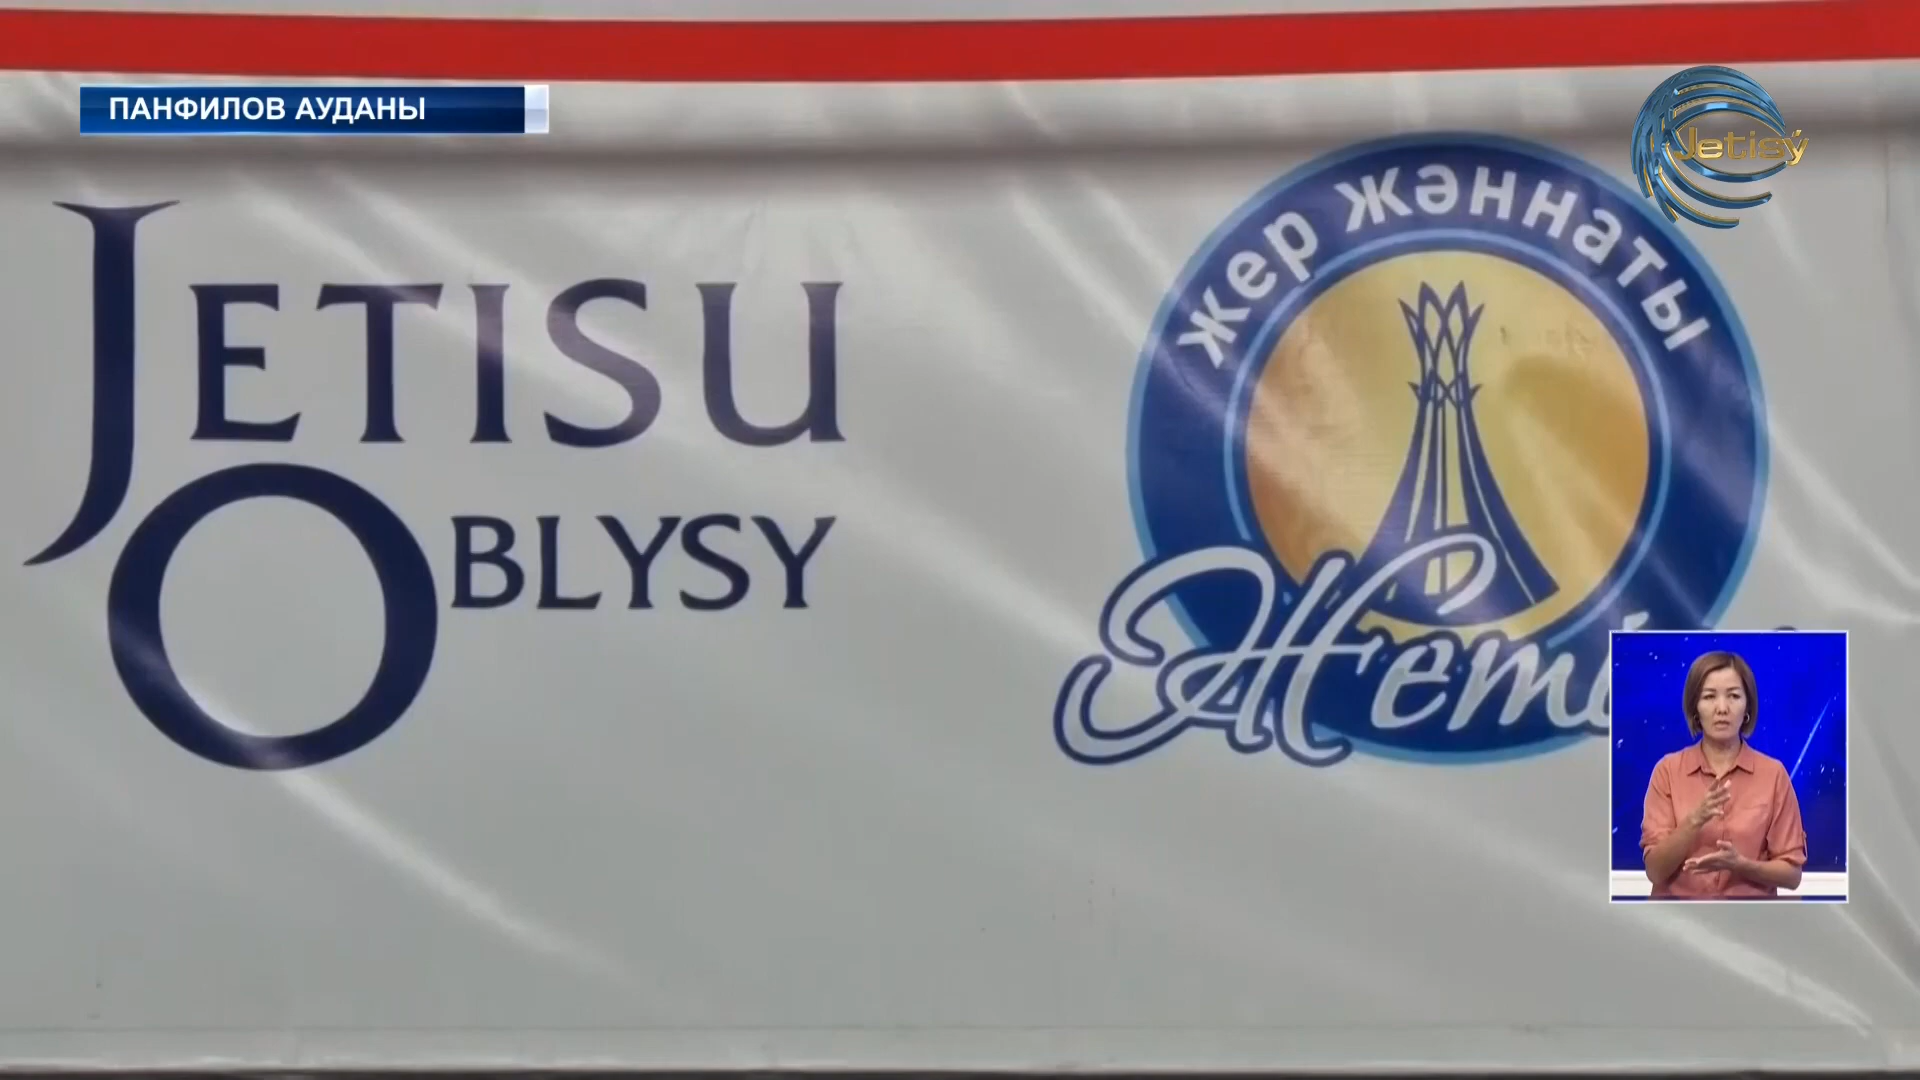 ПАНФИЛОВ АУДАНЫ
Jetisý
JETISU
OBLYSY
жер жәннаты